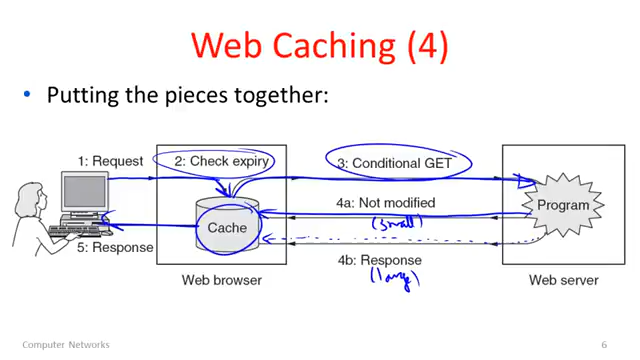 Web Caching (4)
• Putting the pieces together:
1: Request
2: Check expiry
3: Conditional GET
4a: Not modified
(small)
Program
Cache
5: Response
4b: Response
(large)
Web browser
Web server
Computer Networks
6